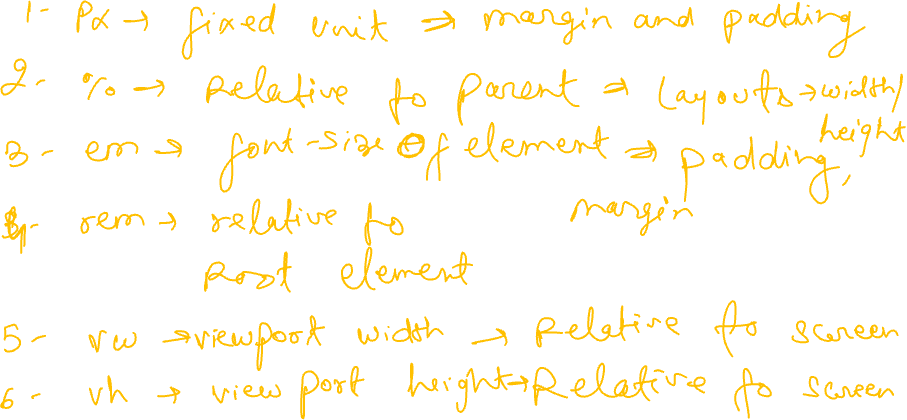 1- Px → fixed unit ⇒ margin and padding
2- % → Relative to Parent ⇒ Layouts → width/
height
3- em → font-size of element ⇒ padding,
margin
4- rem → relative to
Root element
5- vw → viewport width → Relative to screen
6- vh → view port height → Relative to screen